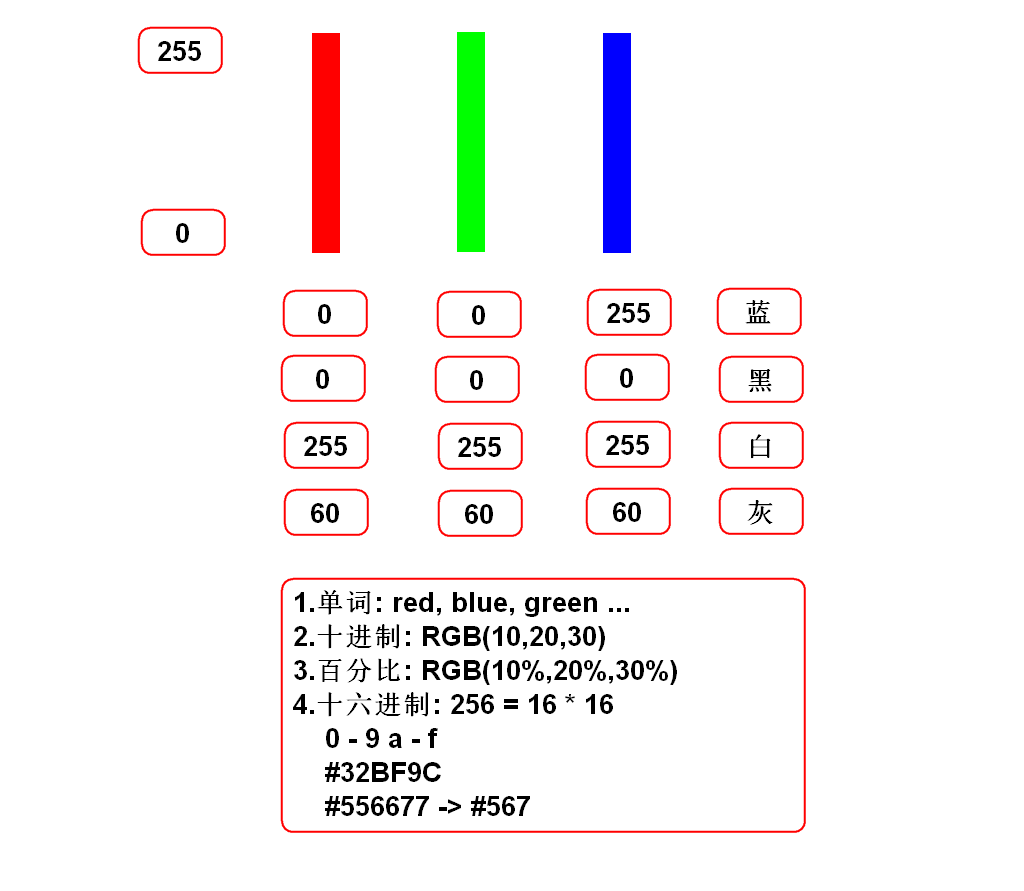 255
0
0 0 255 蓝
0 0 0 黑
255 255 255 白
60 60 60 灰
1.单词: red, blue, green ...
2.十进制: RGB(10,20,30)
3.百分比: RGB(10%,20%,30%)
4.十六进制: 256 = 16 * 16
0 - 9 a - f
#32BF9C
#556677 -> #567